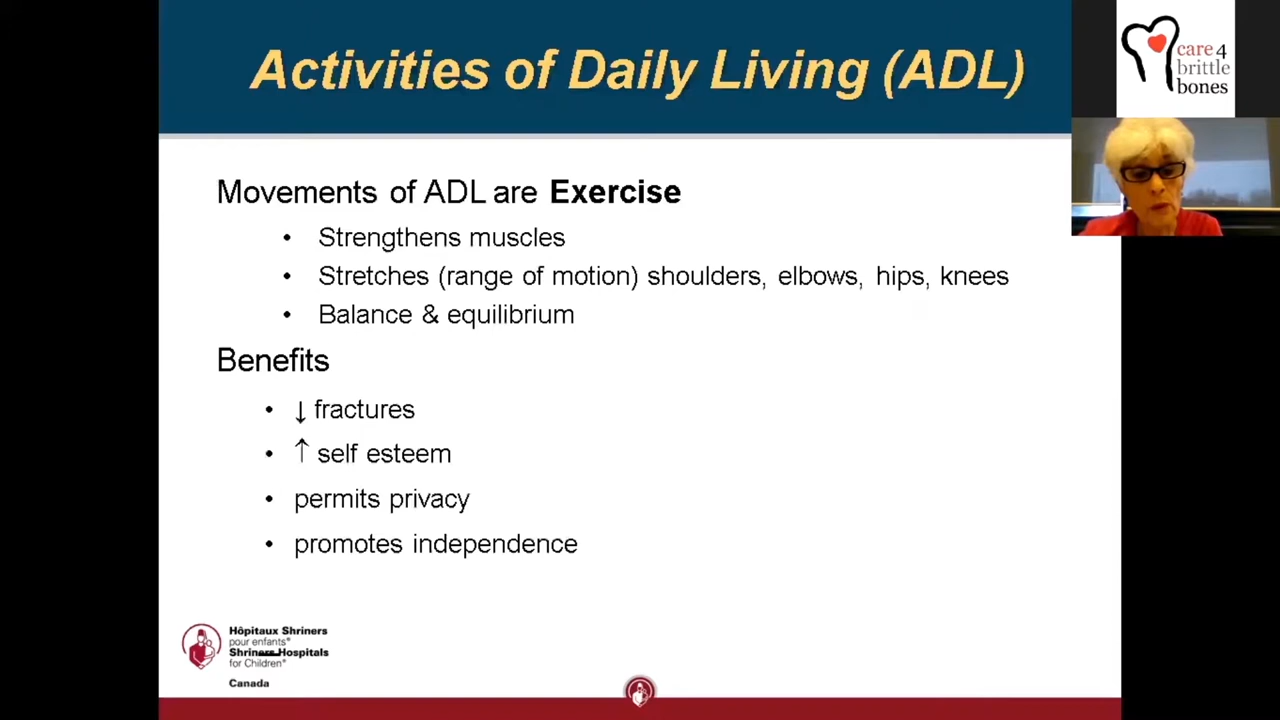 Activities of Daily Living (ADL)
care 4
brittle
bones
Movements of ADL are Exercise
• Strengthens muscles
• Stretches (range of motion) shoulders, elbows, hips, knees
• Balance & equilibrium
Benefits
• ↓ fractures
• ↑ self esteem
• permits privacy
• promotes independence
Hôpitaux Shriners
pour enfants®
Shriners Hospitals
for Children®
Canada